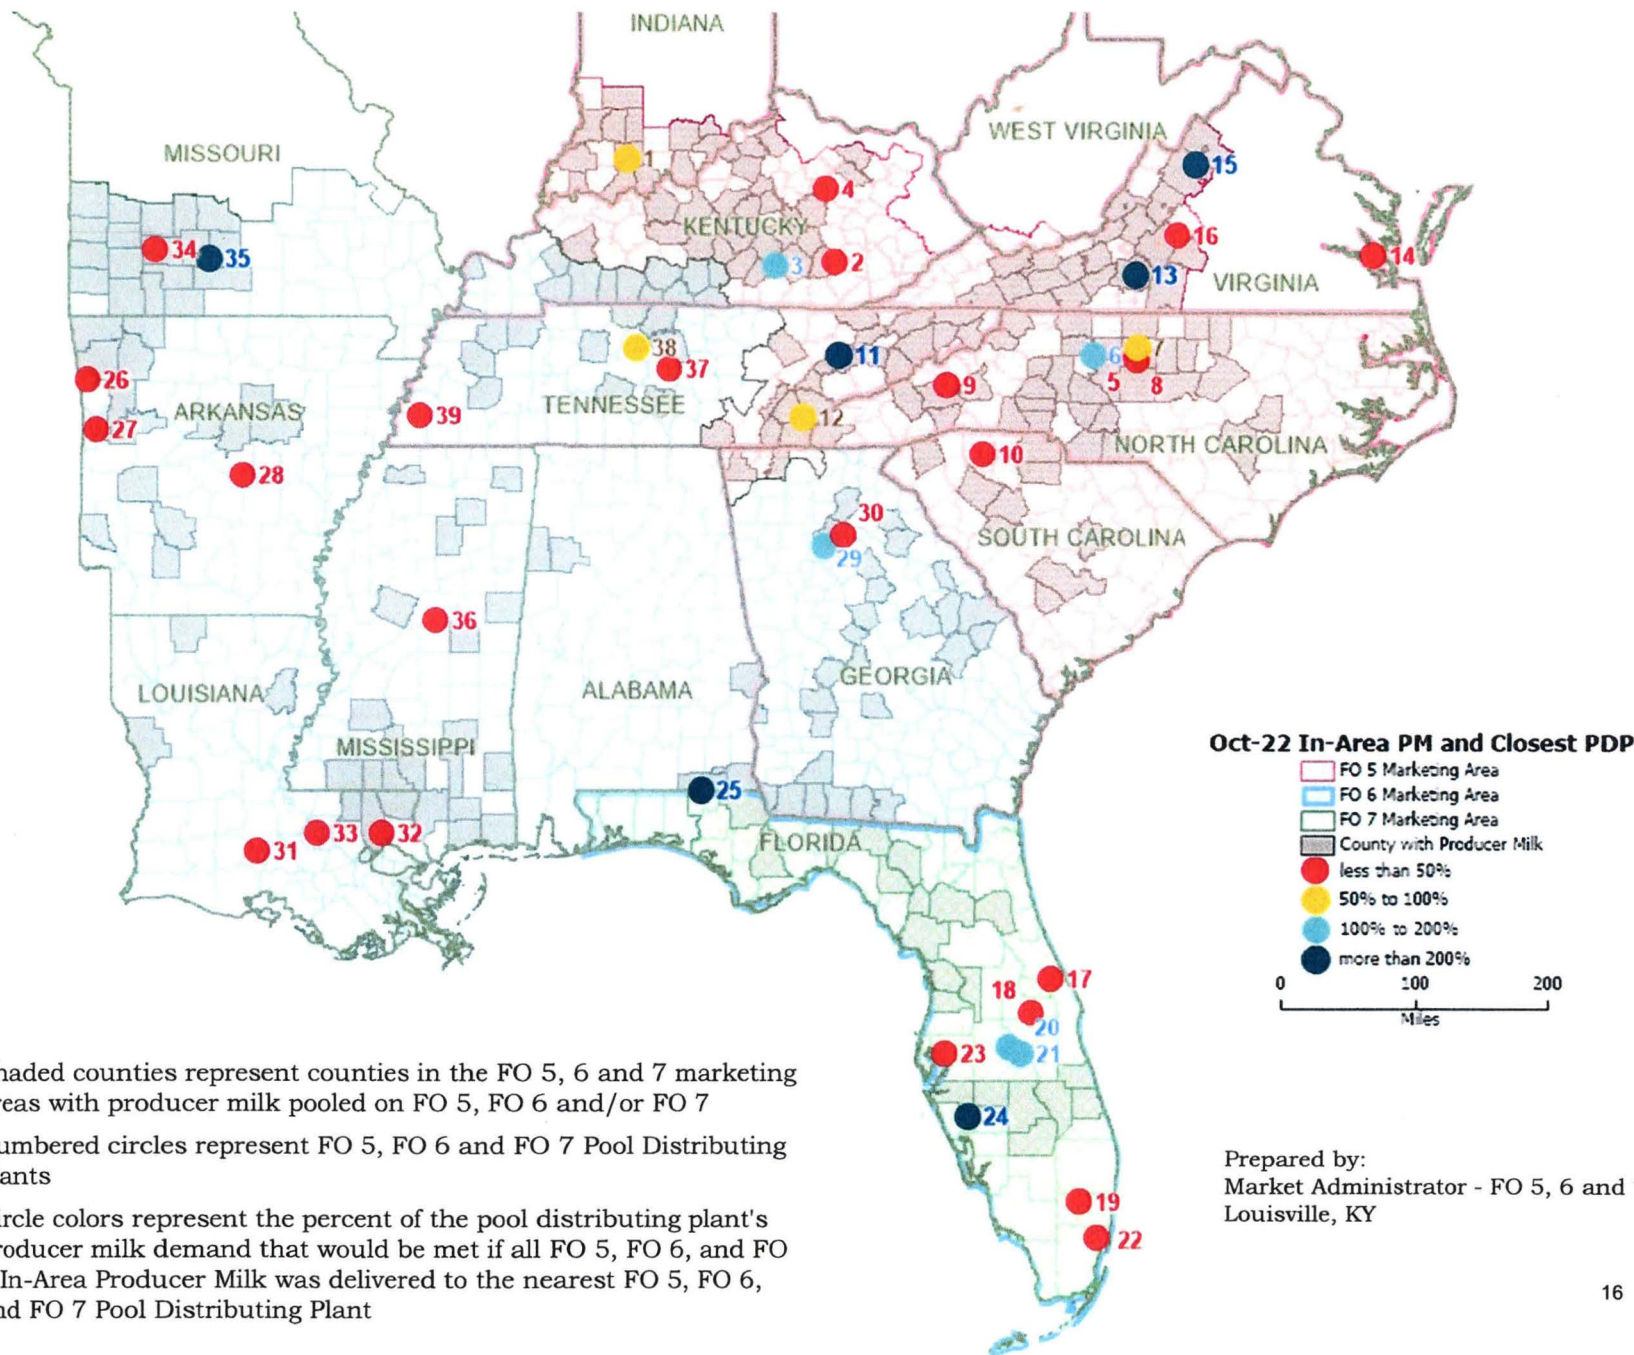 INDIANA
WEST VIRGINIA
MISSOURI
1
15
4
KENTUCKY
16
34
35
3
2
13
14
VIRGINIA
38
11
6
7
26
37
9
5
8
ARKANSAS
39
TENNESSEE
12
27
NORTH CAROLINA
10
28
30
SOUTH CAROLINA
29
36
GEORGIA
LOUISIANA
ALABAMA
MISSISSIPPI
25
33
32
31
FLORIDA
17
18
20
23
21
24
19
22
Oct-22 In-Area PM and Closest PDP
FO 5 Marketing Area
FO 6 Marketing Area
FO 7 Marketing Area
County with Producer Milk
less than 50%
50% to 100%
100% to 200%
more than 200%
0 100 200
Miles
haded counties represent counties in the FO 5, 6 and 7 marketing
reas with producer milk pooled on FO 5, FO 6 and/or FO 7
umbered circles represent FO 5, FO 6 and FO 7 Pool Distributing
ants
ircle colors represent the percent of the pool distributing plant's
roducer milk demand that would be met if all FO 5, FO 6, and FO
In-Area Producer Milk was delivered to the nearest FO 5, FO 6,
nd FO 7 Pool Distributing Plant
Prepared by:
Market Administrator - FO 5, 6 and
Louisville, KY
16